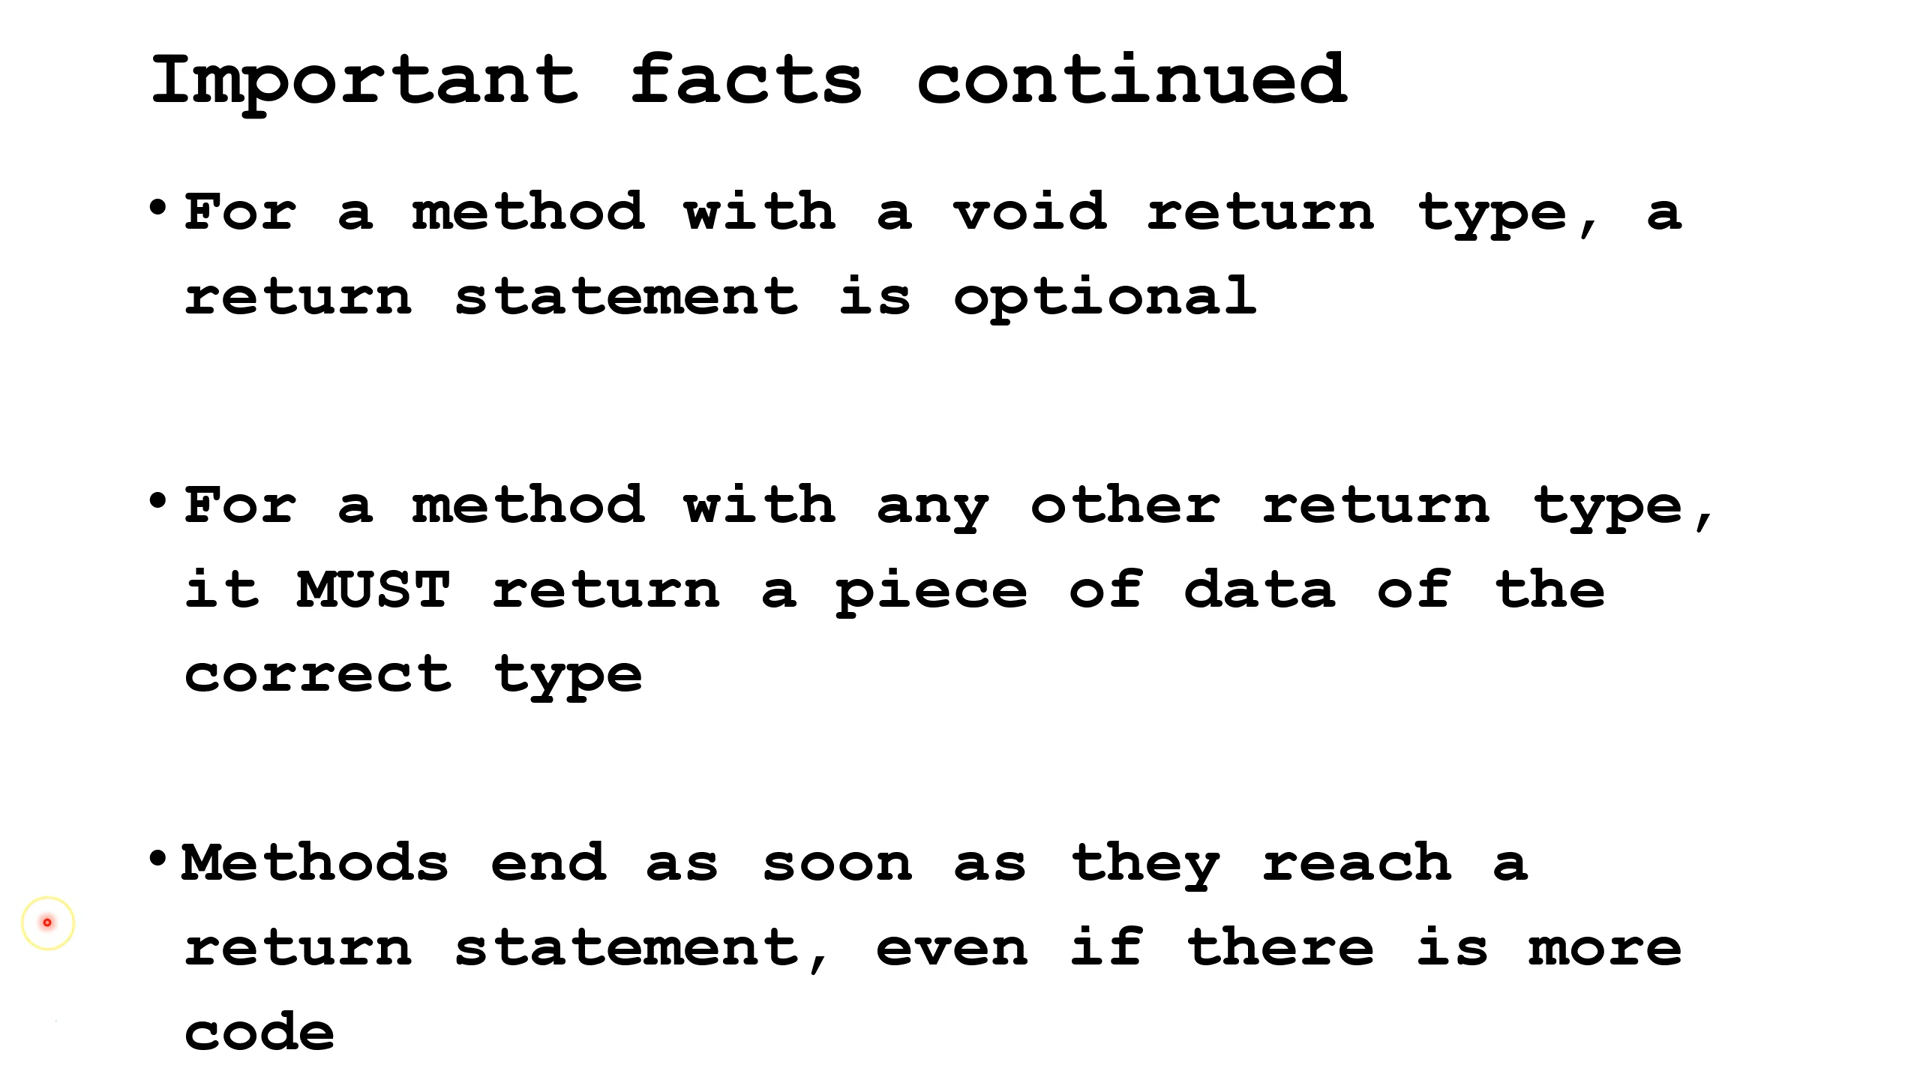 Important facts continued
• For a method with a void return type, a
return statement is optional
• For a method with any other return type,
it MUST return a piece of data of the
correct type
• Methods end as soon as they reach a
return statement, even if there is more
code